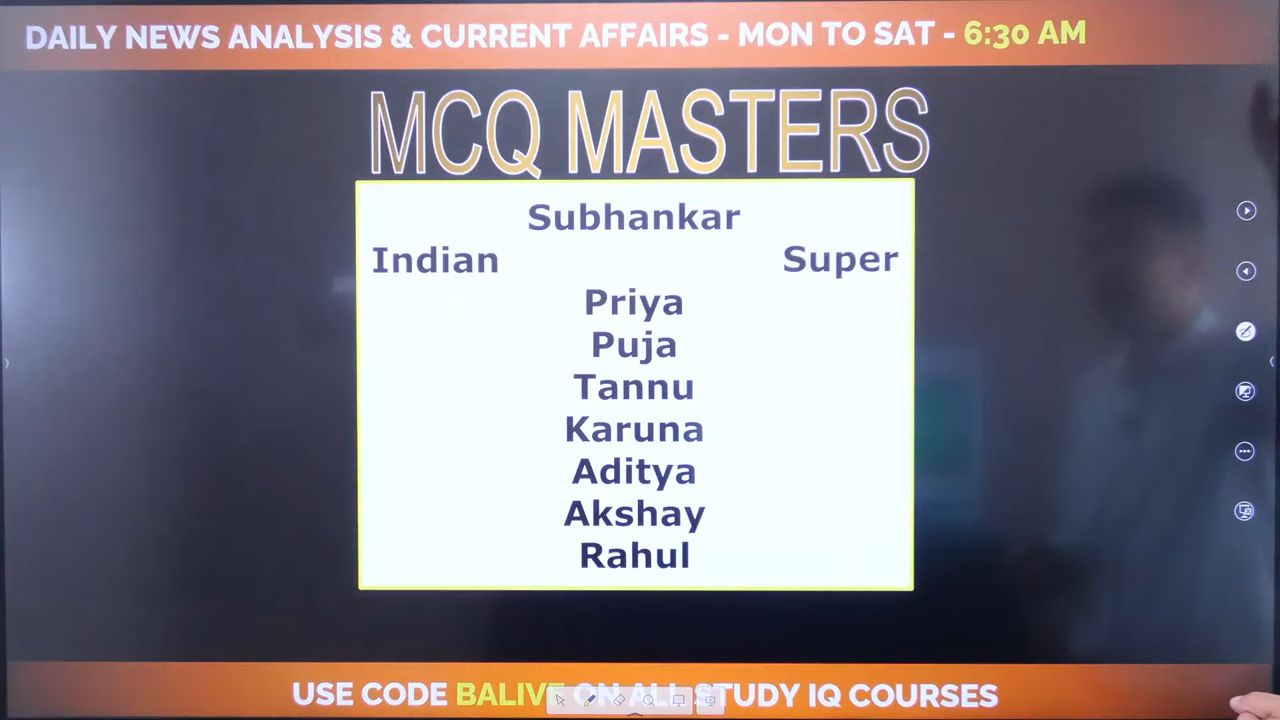 DAILY NEWS ANALYSIS & CURRENT AFFAIRS - MON TO SAT - 6:30 AM
MCQ MASTERS
Subhankar
Indian Super
Priya
Puja
Tannu
Karuna
Aditya
Akshay
Rahul
USE CODE BALIVE ON ALL STUDY IQ COURSES